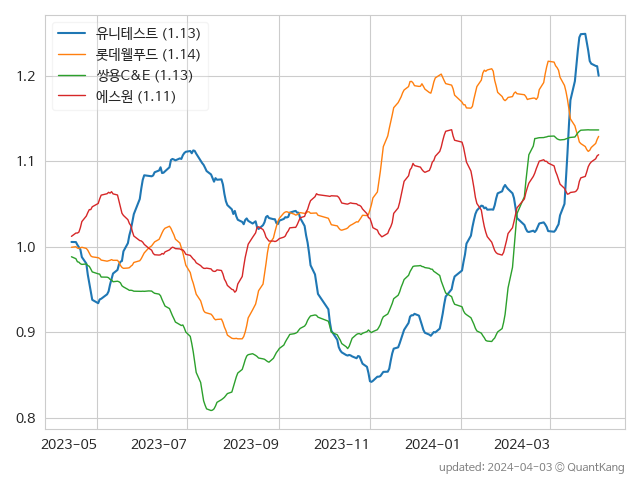 유니테스트 (1.13)
롯데웰푸드 (1.14)
쌍용C&E (1.13)
에스원 (1.11)
1.2
1.1
1.0
0.9
0.8
2023-05 2023-07 2023-09 2023-11 2024-01 2024-03
updated: 2024-04-03 © QuantKang